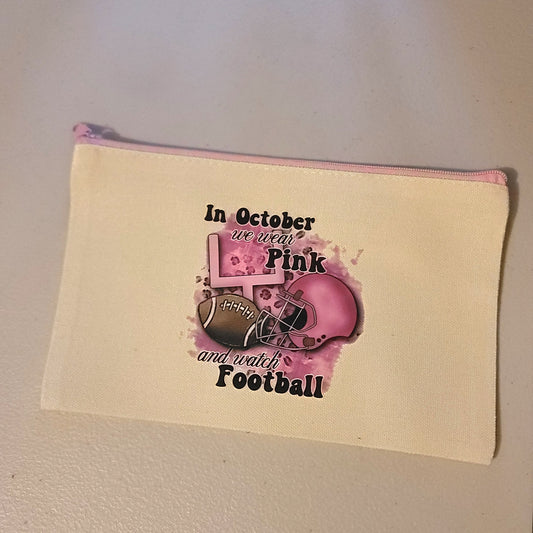 In October
we wear
Pink
and watch
Football